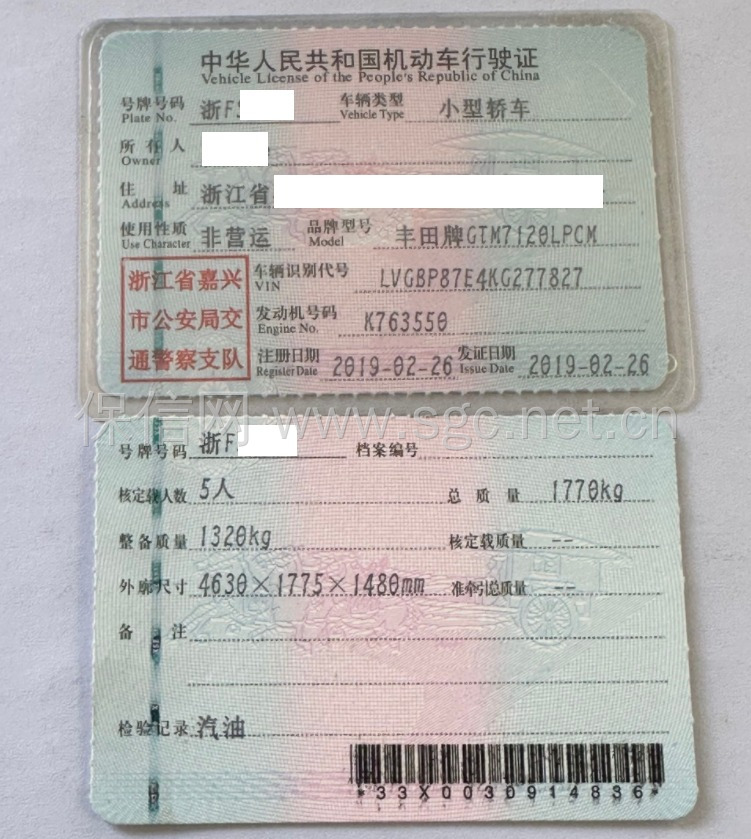 中华人民共和国机动车行驶证
Vehicle License of the People's Republic of China
号牌号码 浙F 车辆类型 小型轿车
Plate No. Vehicle Type
所有人
Owner
住址 浙江省
Address
使用性质 非营运 品牌型号 丰田牌GTM7120LPCM
Use Character Model
浙江省嘉兴 车辆识别代号 LVGBP87E4KG277827
VIN
市公安局交 发动机号码 K763550
Engine No.
通警察支队 注册日期 2019-02-26 发证日期 2019-02-26
Register Date Issue Date
保信网 www.sgc.net.cn
号牌号码 浙F 档案编号
核定载人数 5人 总质量 1770kg
整备质量 1320kg 核定载质量 --
外廓尺寸 4630×1775×1480mm 准牵引总质量 --
备注
检验记录 汽油
*33X0030914836*